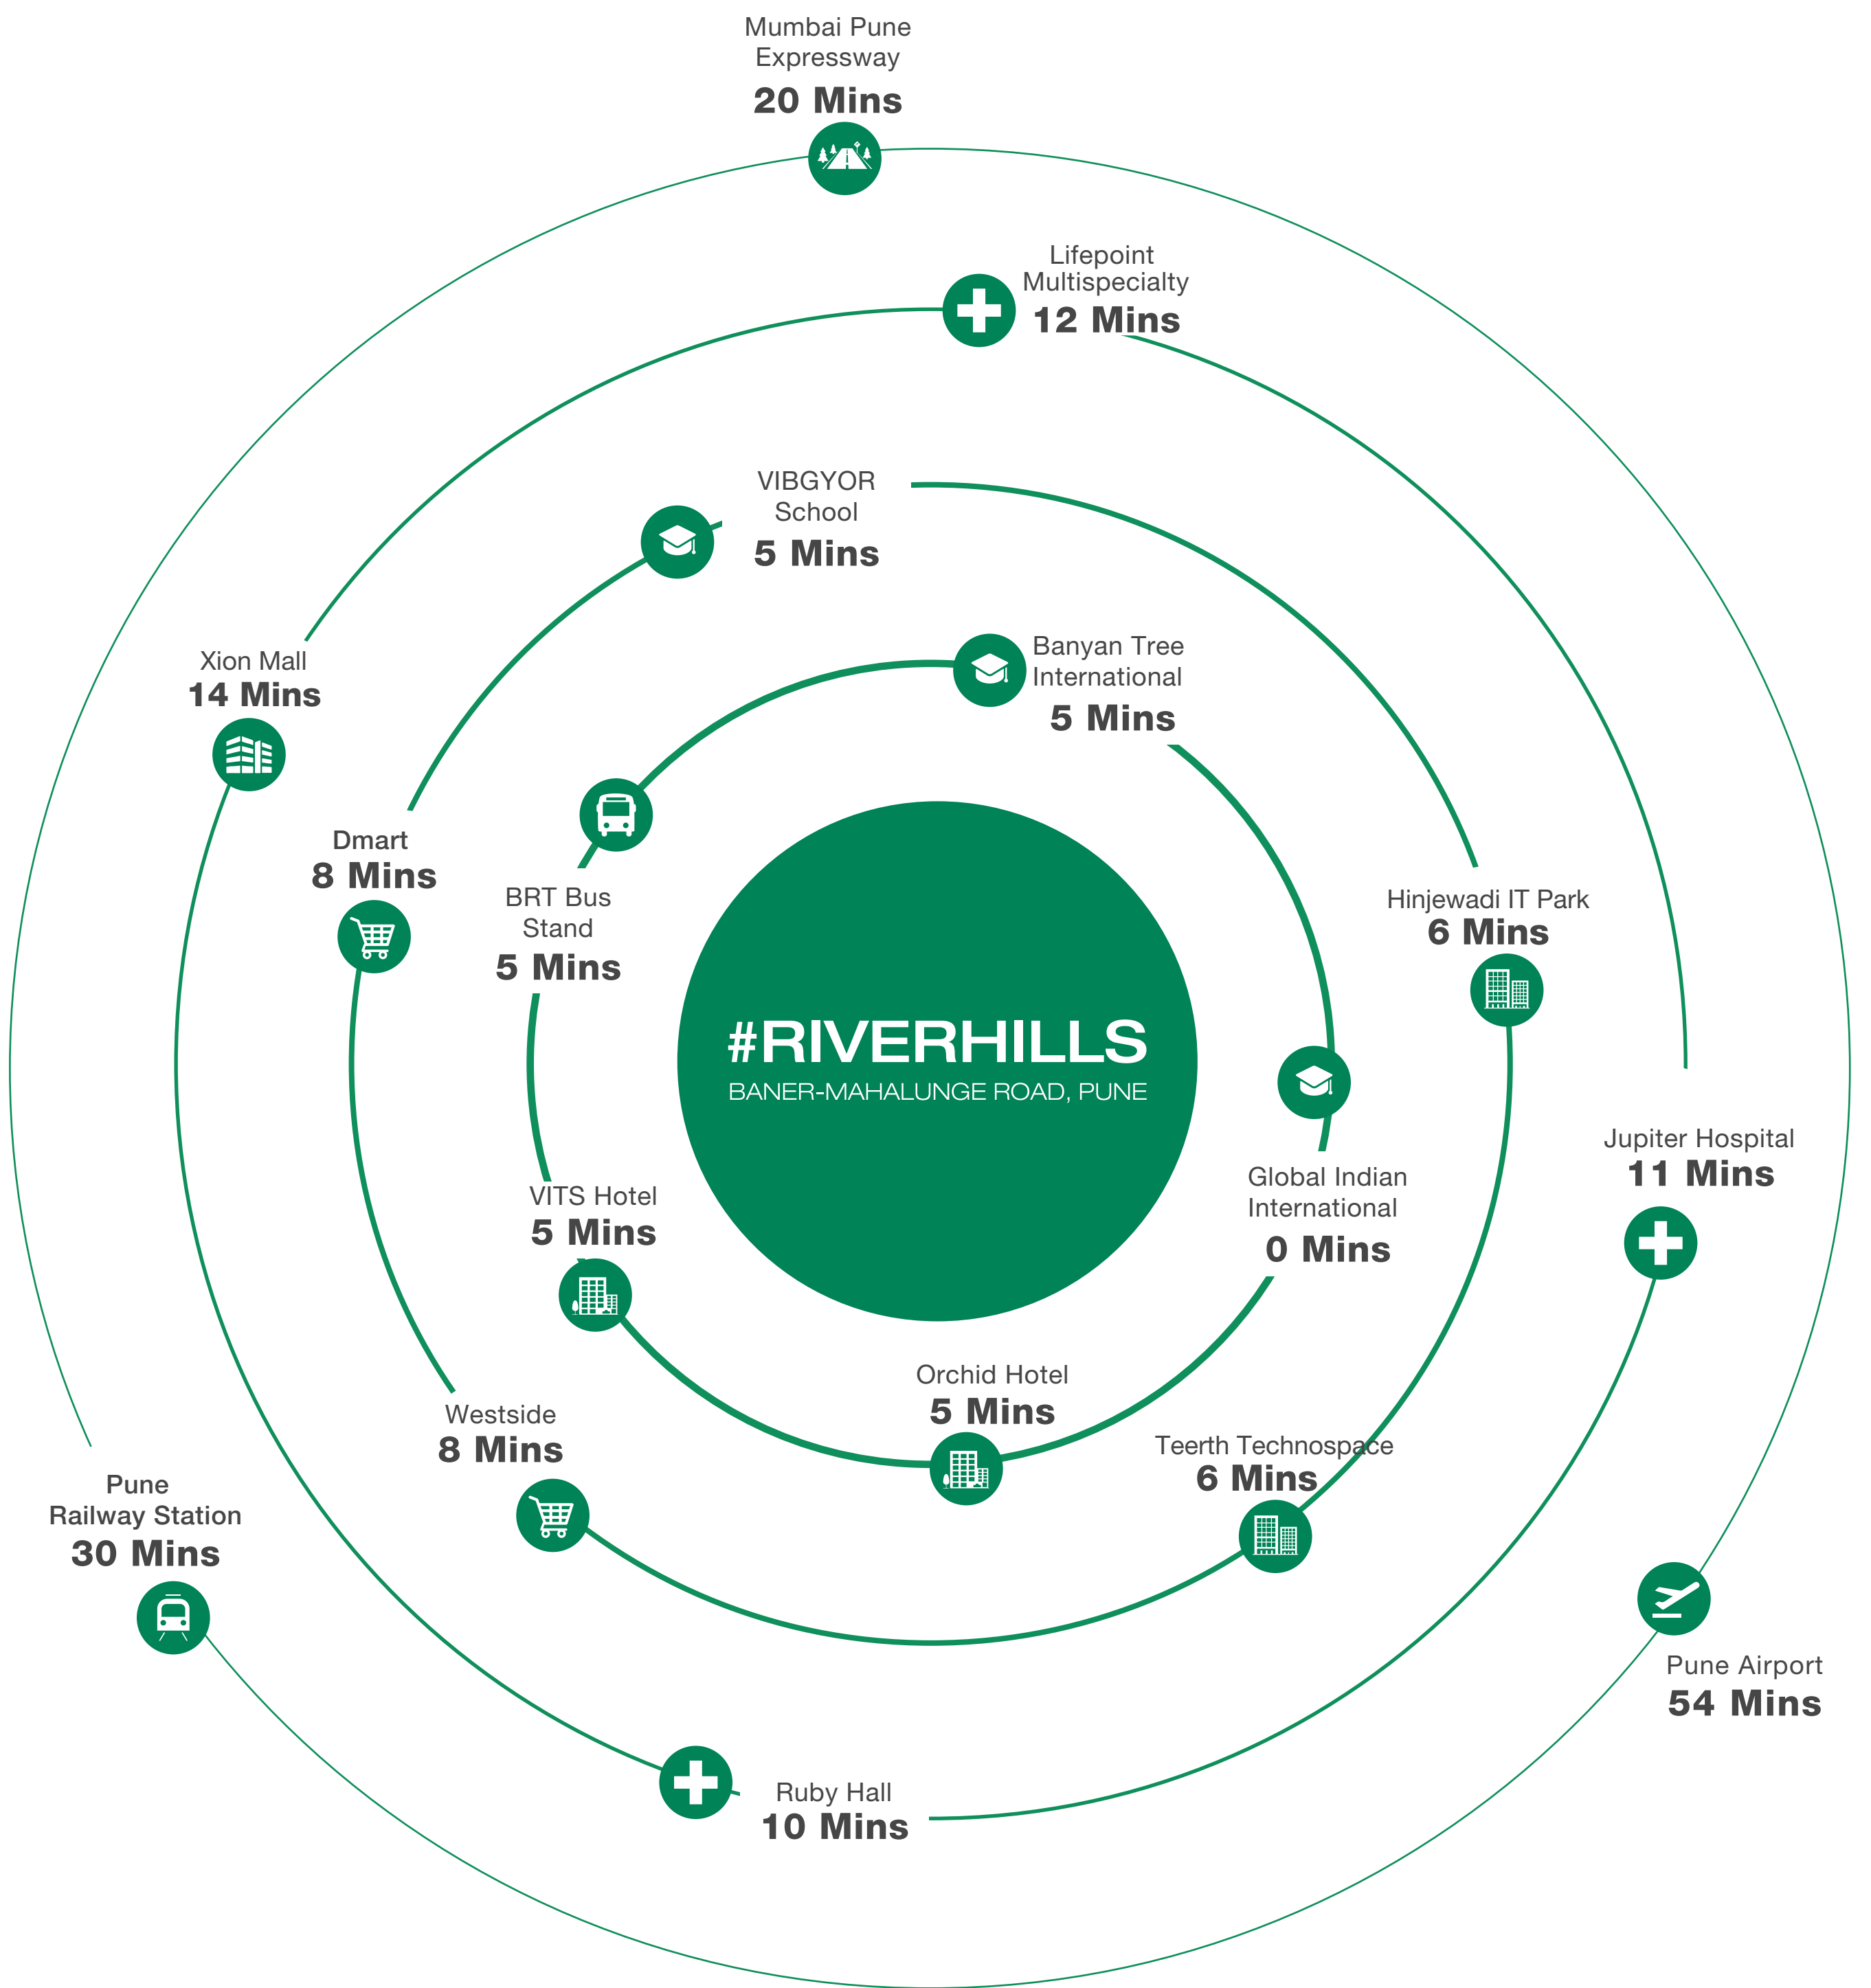 Mumbai Pune
Expressway
20 Mins
Lifepoint
Multispecialty
12 Mins
VIBGYOR
School
5 Mins
Banyan Tree
International
5 Mins
Xion Mall
14 Mins
Dmart
8 Mins
BRT Bus
Stand
5 Mins
Hinjewadi IT Park
6 Mins
#RIVERHILLS
BANER-MAHALUNGE ROAD, PUNE
Jupiter Hospital
11 Mins
Global Indian
International
0 Mins
VITS Hotel
5 Mins
Orchid Hotel
5 Mins
Westside
8 Mins
Teerth Technospace
6 Mins
Pune
Railway Station
30 Mins
Pune Airport
54 Mins
Ruby Hall
10 Mins